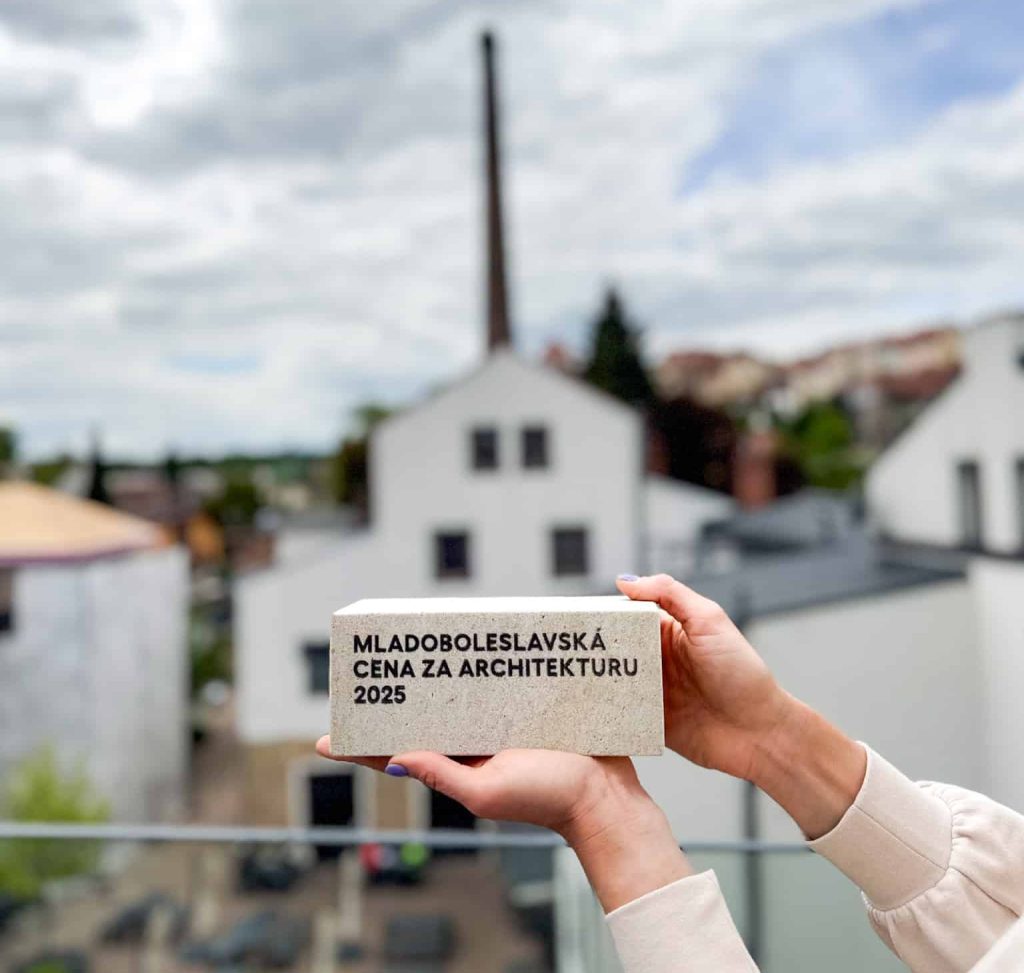 MLADOBOLESLAVSKÁ
CENA ZA ARCHITEKTURU
2025